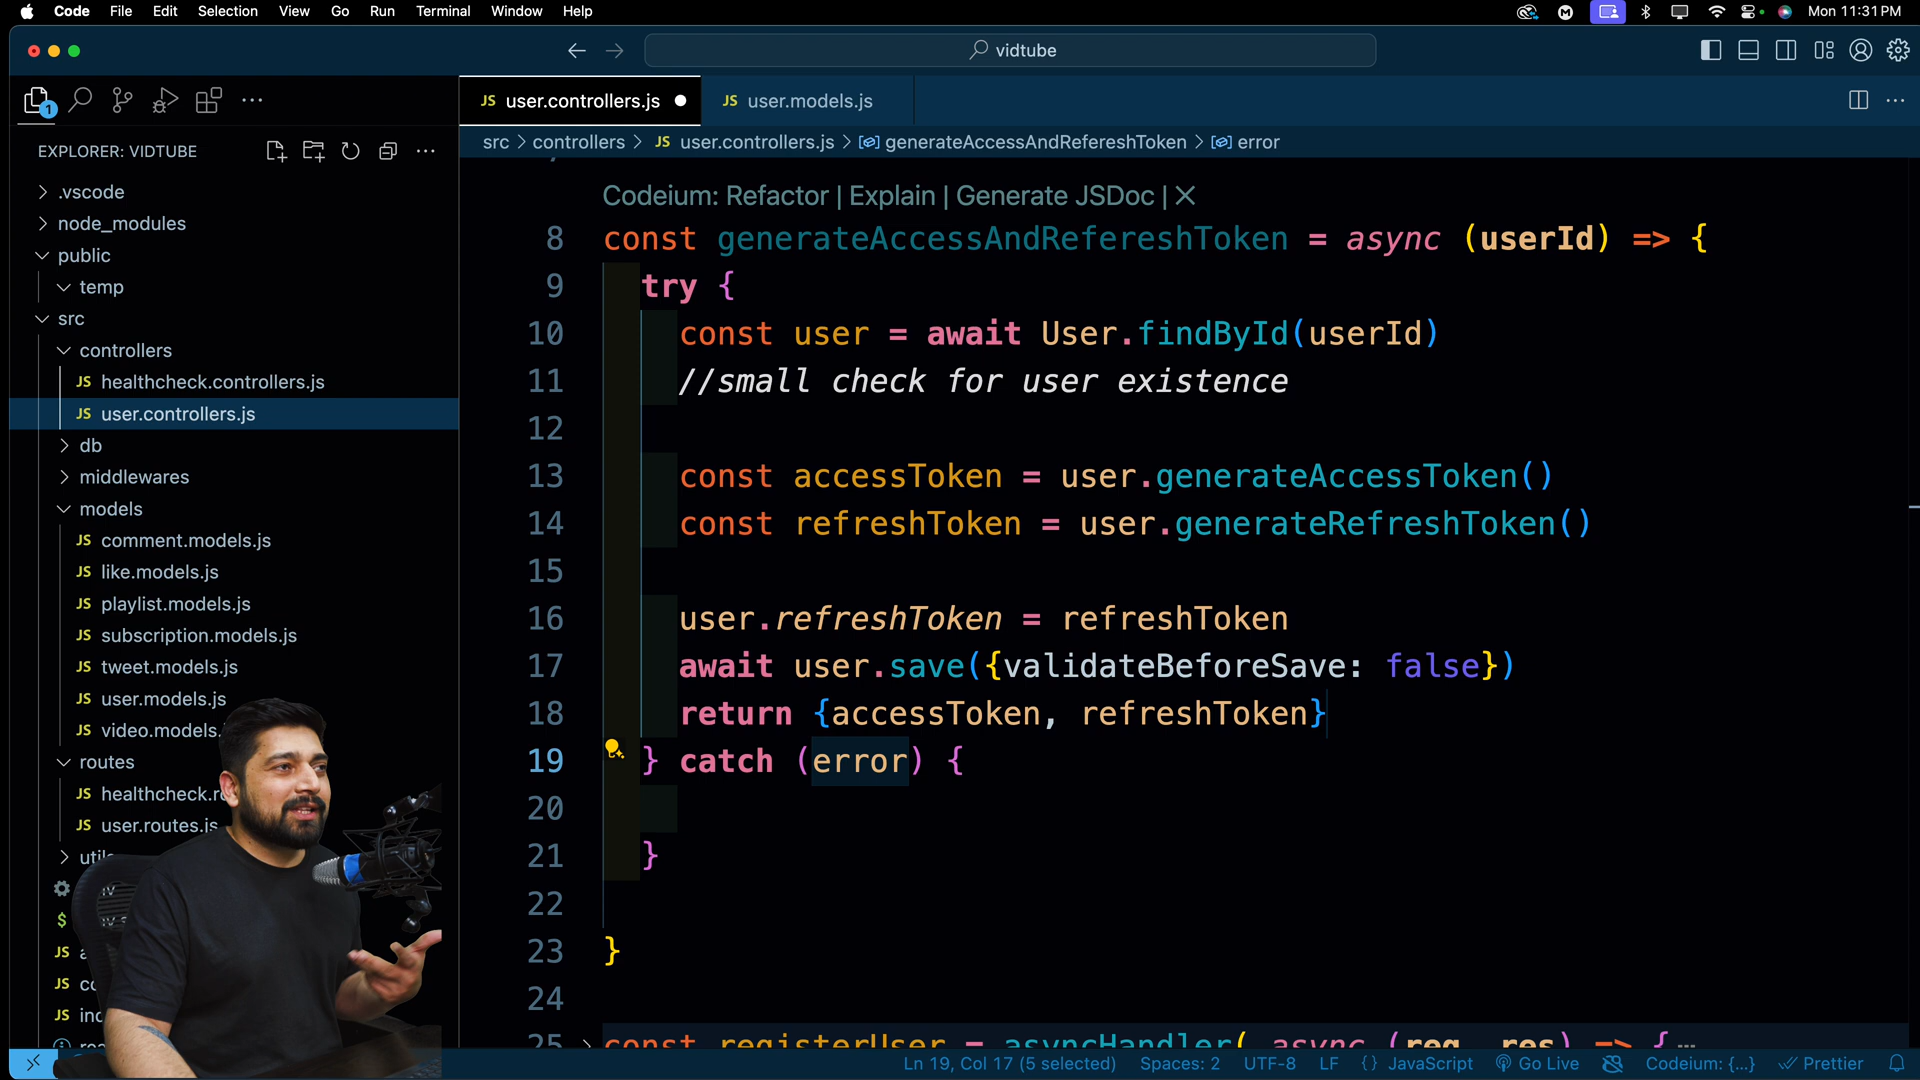 Code File Edit Selection View Go Run Terminal Window Help Mon 11:31 PM
vidtube
1
JS user.controllers.js
JS user.models.js
EXPLORER: VIDTUBE
src > controllers > JS user.controllers.js > generateAccessAndRefereshToken > error
.vscode
node_modules
public
temp
src
controllers
JS healthcheck.controllers.js
JS user.controllers.js
db
middlewares
models
JS comment.models.js
JS like.models.js
JS playlist.models.js
JS subscription.models.js
JS tweet.models.js
JS user.models.js
JS video.models.
routes
JS
JS user.routes.js
$
JS
JS
JS
Codeium: Refactor | Explain | Generate JSDoc | X
8 const generateAccessAndRefereshToken = async (userId) => {
9 try {
10 const user = await User.findById(userId)
11 //small check for user existence
12
13 const accessToken = user.generateAccessToken()
14 const refreshToken = user.generateRefreshToken()
15
16 user.refreshToken = refreshToken
17 await user.save({validateBeforeSave: false})
18 return {accessToken, refreshToken}
19 } catch (error) {
20
21 }
22
23 }
24
25 const registerUser = asyncHandler( async (req, res) => {…
Ln 19, Col 17 (5 selected) Spaces: 2 UTF-8 LF {} JavaScript Go Live Codeium: {...} Prettier